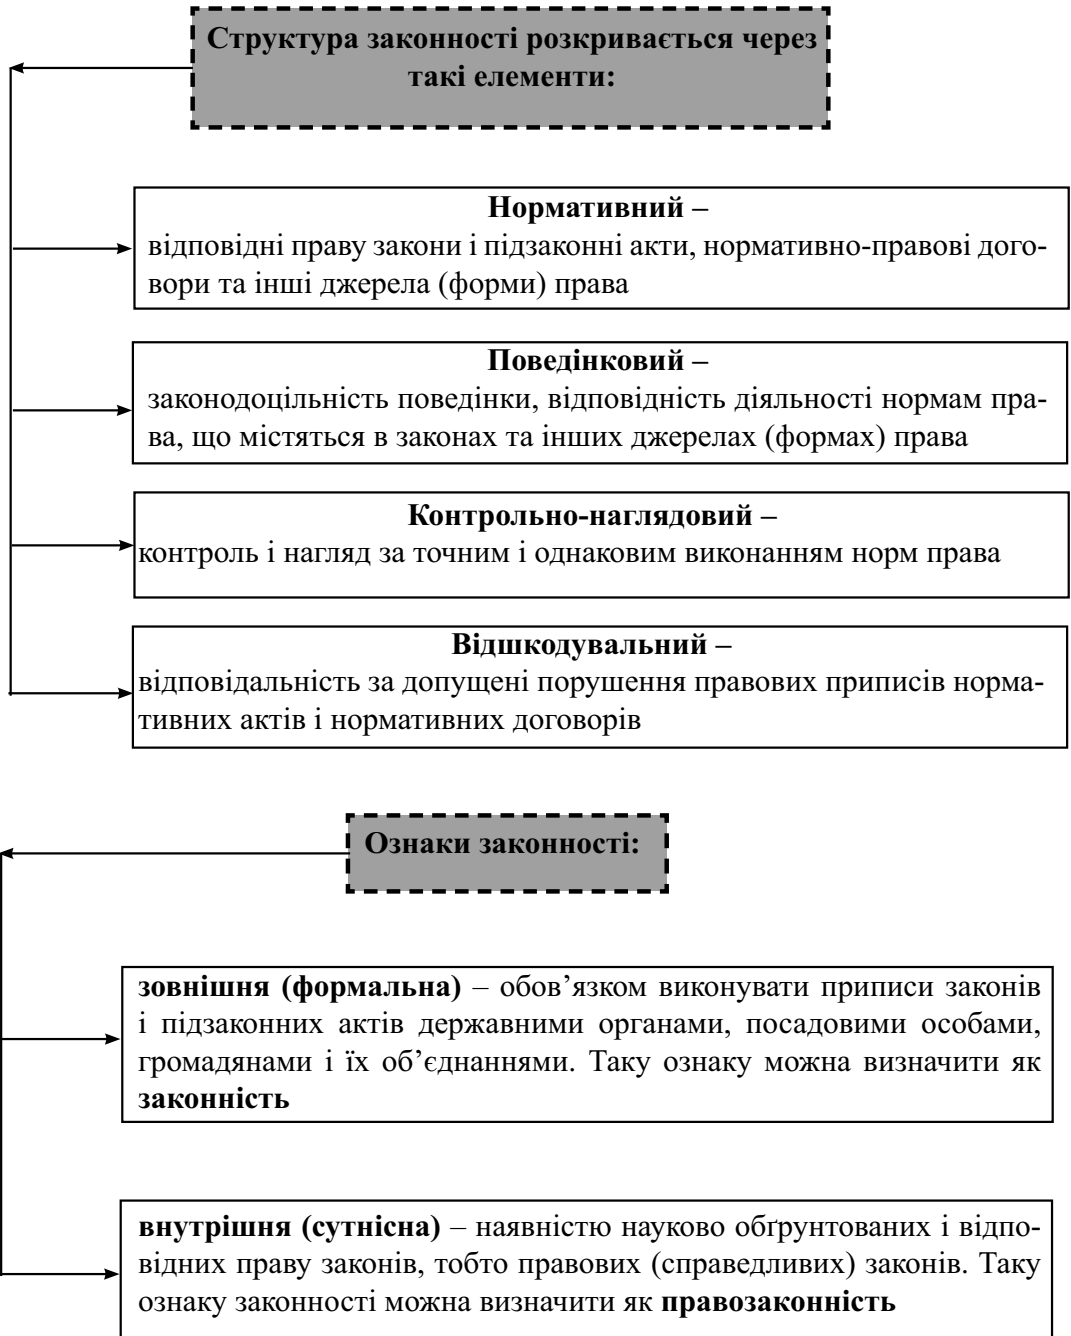 Структура законності розкривається через
такі елементи:
Нормативний –
відповідні праву закони і підзаконні акти, нормативно-правові дого-
вори та інші джерела (форми) права
Поведінковий –
законодоцільність поведінки, відповідність діяльності нормам пра-
ва, що містяться в законах та інших джерелах (формах) права
Контрольно-наглядовий –
контроль і нагляд за точним і однаковим виконанням норм права
Відшкодувальний –
відповідальність за допущені порушення правових приписів норма-
тивних актів і нормативних договорів
Ознаки законності:
зовнішня (формальна) – обов’язком виконувати приписи законів
і підзаконних актів державними органами, посадовими особами,
громадянами і їх об’єднаннями. Таку ознаку можна визначити як
законність
внутрішня (сутнісна) – наявністю науково обґрунтованих і відпо-
відних праву законів, тобто правових (справедливих) законів. Таку
ознаку законності можна визначити як правозаконність